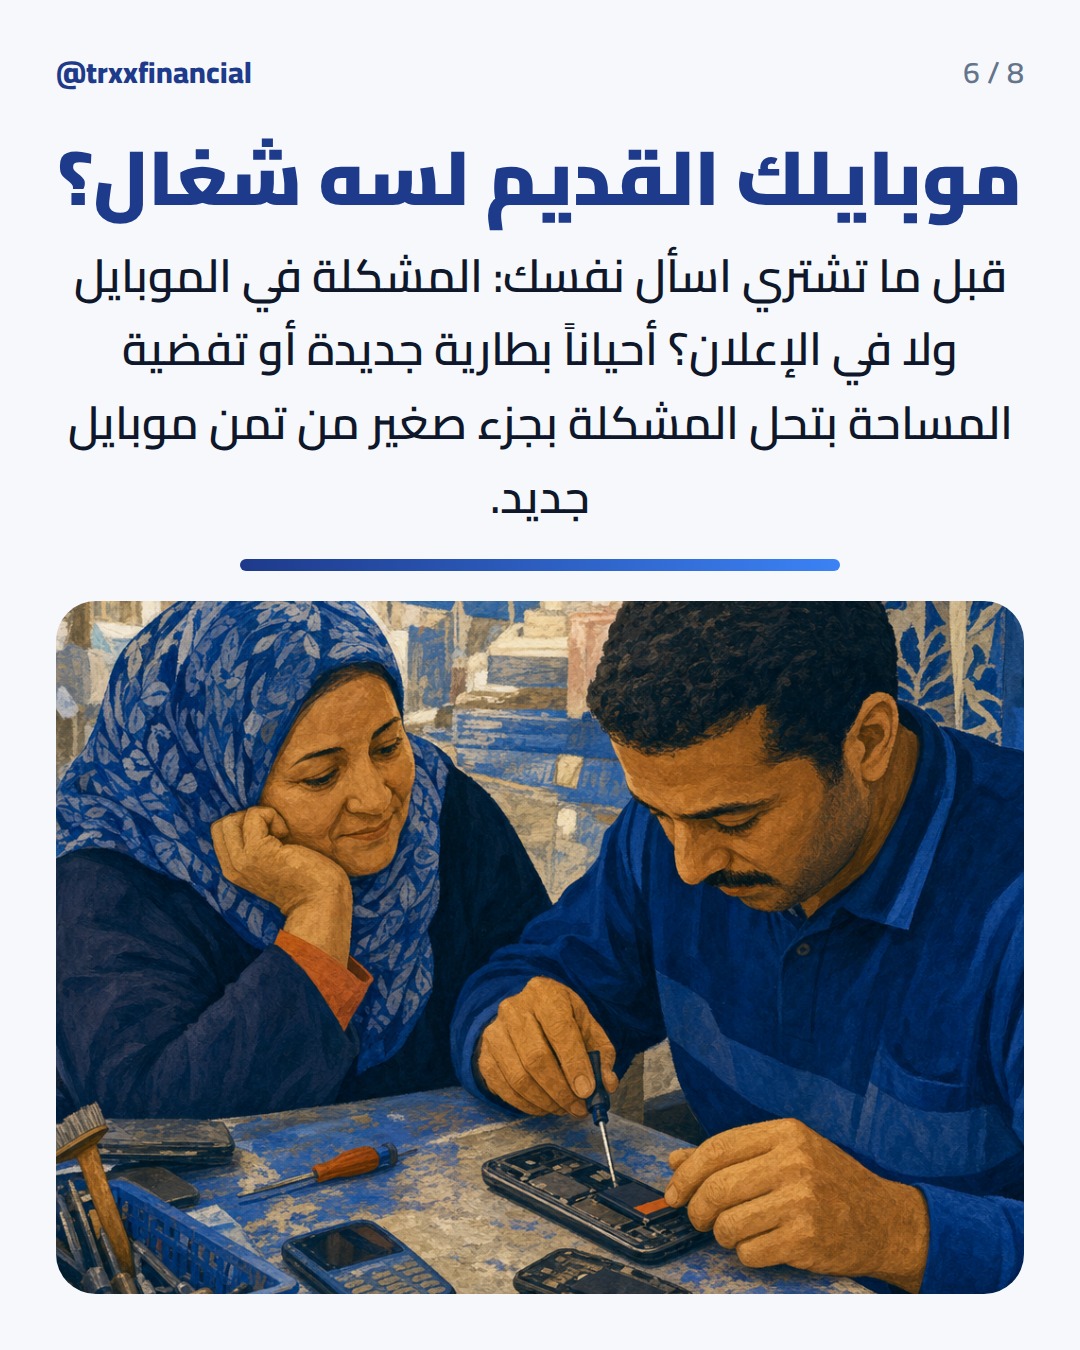 @trxxfinancial
6 / 8
موبايلك القديم لسه شغال؟
قبل ما تشتري اسأل نفسك: المشكلة في الموبايل
ولا في الإعلان؟ أحياناً بطارية جديدة أو تفضية
المساحة بتحل المشكلة بجزء صغير من تمن موبايل
جديد.